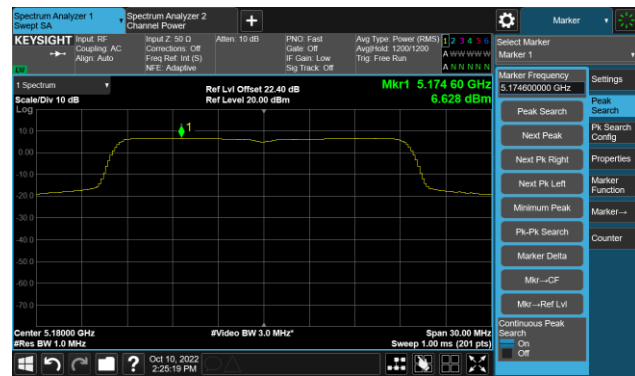 Spectrum Analyzer 1
Swept SA
Spectrum Analyzer 2
Channel Power
Marker
KEYSIGHT
Input: RF
Coupling: AC
Align: Auto
Input Z: 50 Ω
Corrections: Off
Freq Ref: Int (S)
NFE: Adaptive
Atten: 10 dB
PNO: Fast
Gate: Off
IF Gain: Low
Sig Track: Off
Avg Type: Power (RMS)
Avg|Hold: 1200/1200
Trig: Free Run
1 2 3 4 5 6
A W W W W W
A N N N N N
Select Marker
Marker 1
1 Spectrum
Ref Lvl Offset 22.40 dB
Mkr1 5.174 60 GHz
Scale/Div 10 dB
Ref Level 20.00 dBm
6.628 dBm
Log
1
10.0
0.00
-10.0
-20.0
-30.0
-40.0
-50.0
-60.0
-70.0
Center 5.18000 GHz
#Video BW 3.0 MHz*
Span 30.00 MHz
#Res BW 1.0 MHz
Sweep 1.00 ms (201 pts)
Marker Frequency
5.174600000 GHz
Peak Search
Next Peak
Next Pk Right
Next Pk Left
Minimum Peak
Pk-Pk Search
Marker Delta
Mkr→CF
Mkr→Ref Lvl
Continuous Peak
Search
On
Off
Settings
Peak
Search
Pk Search
Config
Properties
Marker
Function
Marker→
Counter
?
Oct 10, 2022
2:25:19 PM